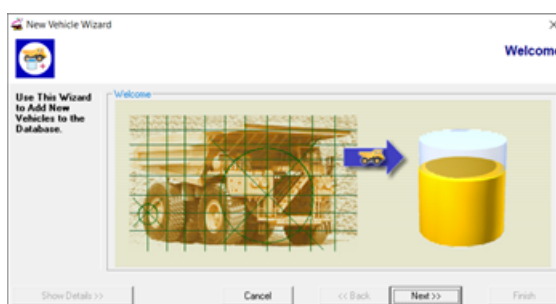 New Vehicle Wizard
Welcome
Use This Wizard
to Add New
Vehicles to the
Database.
Welcome
Show Details >>
Cancel
<< Back
Next >>
Finish